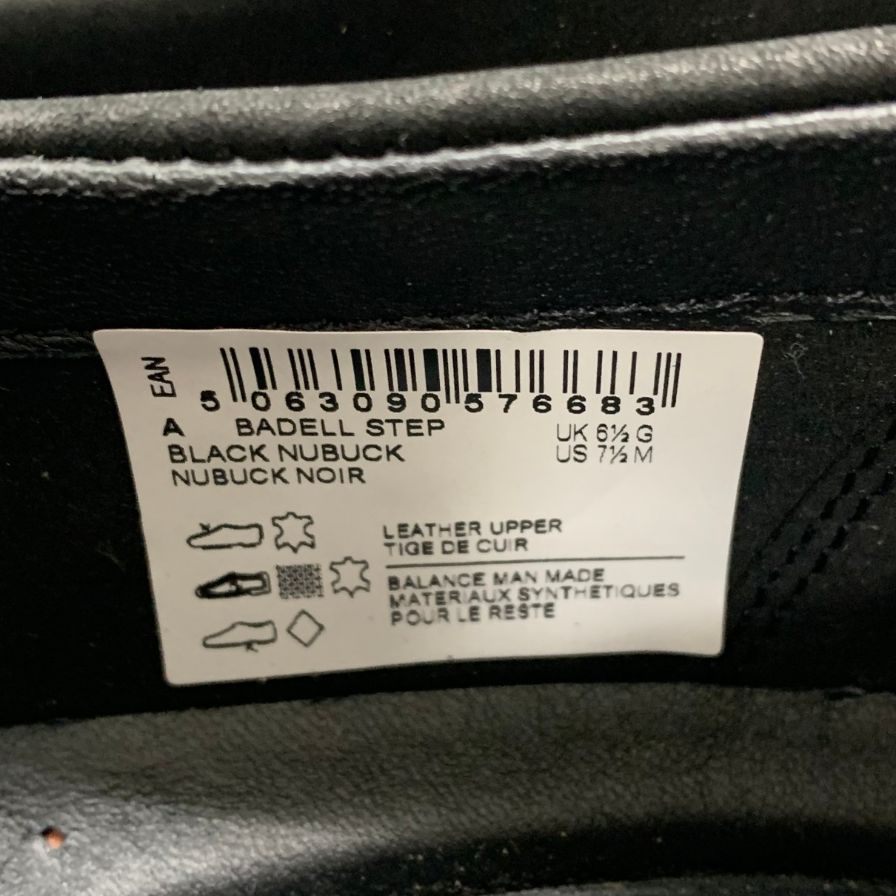 EAN
5 063090 576683
A BADELL STEP UK 6½ G
BLACK NUBUCK US 7½ M
NUBUCK NOIR
LEATHER UPPER
TIGE DE CUIR
BALANCE MAN MADE
MATERIAUX SYNTHETIQUES
POUR LE RESTE